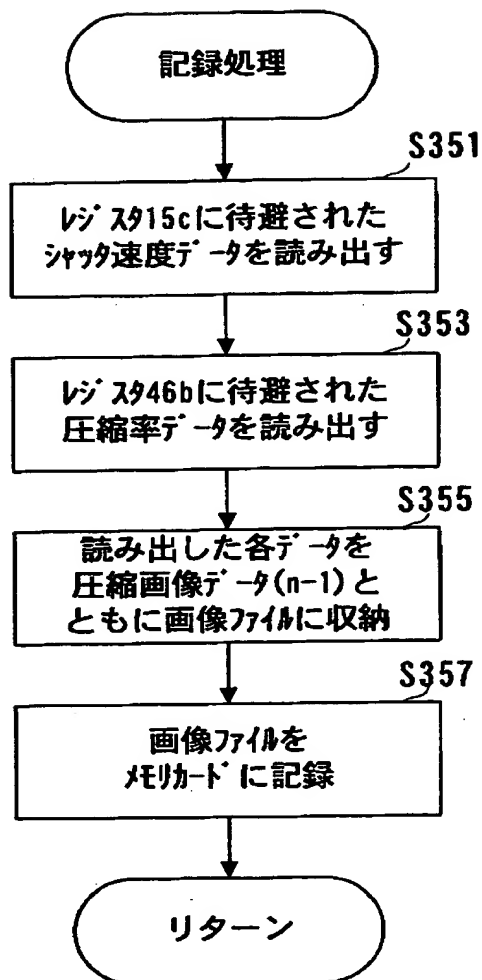 記録処理
S351
レジスタ15cに待避された
シャッタ速度データを読み出す
S353
レジスタ46bに待避された
圧縮率データを読み出す
S355
読み出した各データを
圧縮画像データ(n-1)と
ともに画像ファイルに収納
S357
画像ファイルを
メモリカードに記録
リターン